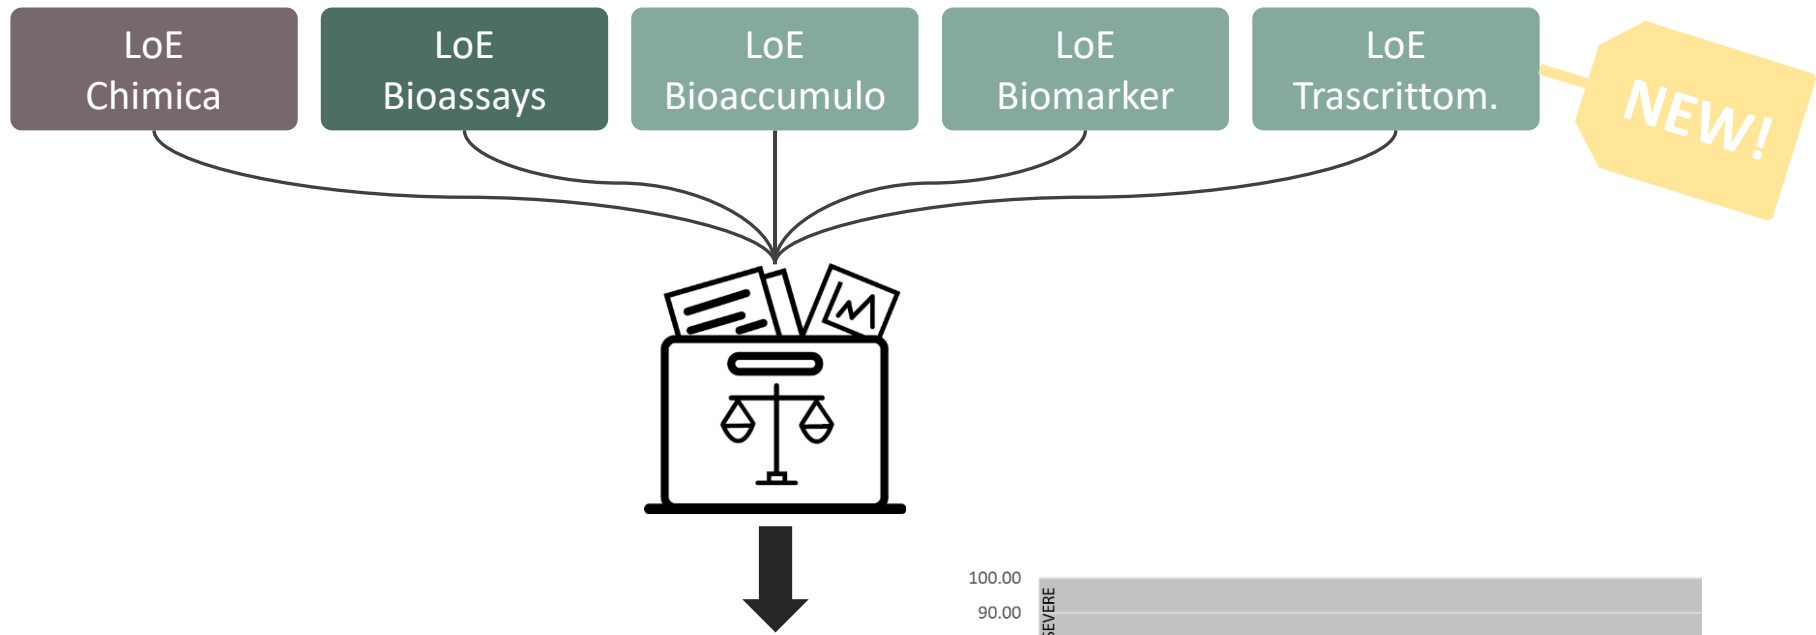 LoE
Chimica
LoE
Bioassays
LoE
Bioaccumulo
LoE
Biomarker
LoE
Trascrittom.
NEW!
100.00
90.00
SEVERE